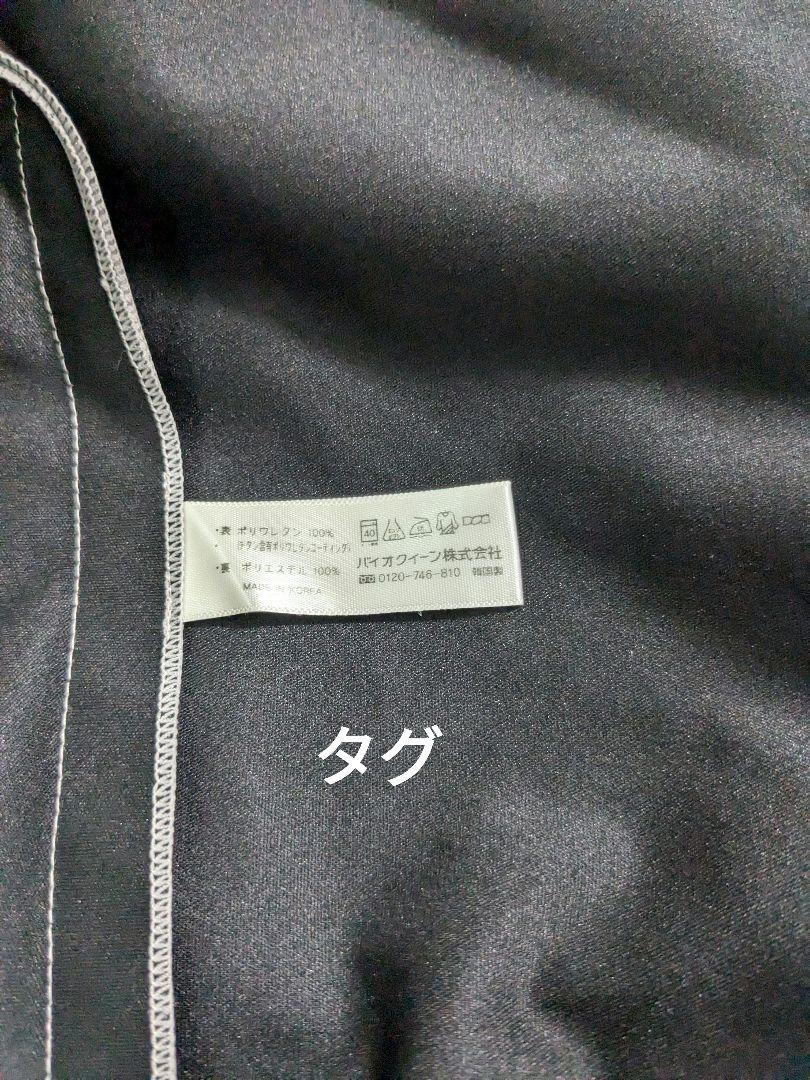 ・表 ポリウレタン 100%
(チタン含有ポリウレタンコーティング)
・裏 ポリエステル 100%
MADE IN KOREA
40
バイオクイーン株式会社
0120-746-810 韓国製
タグ